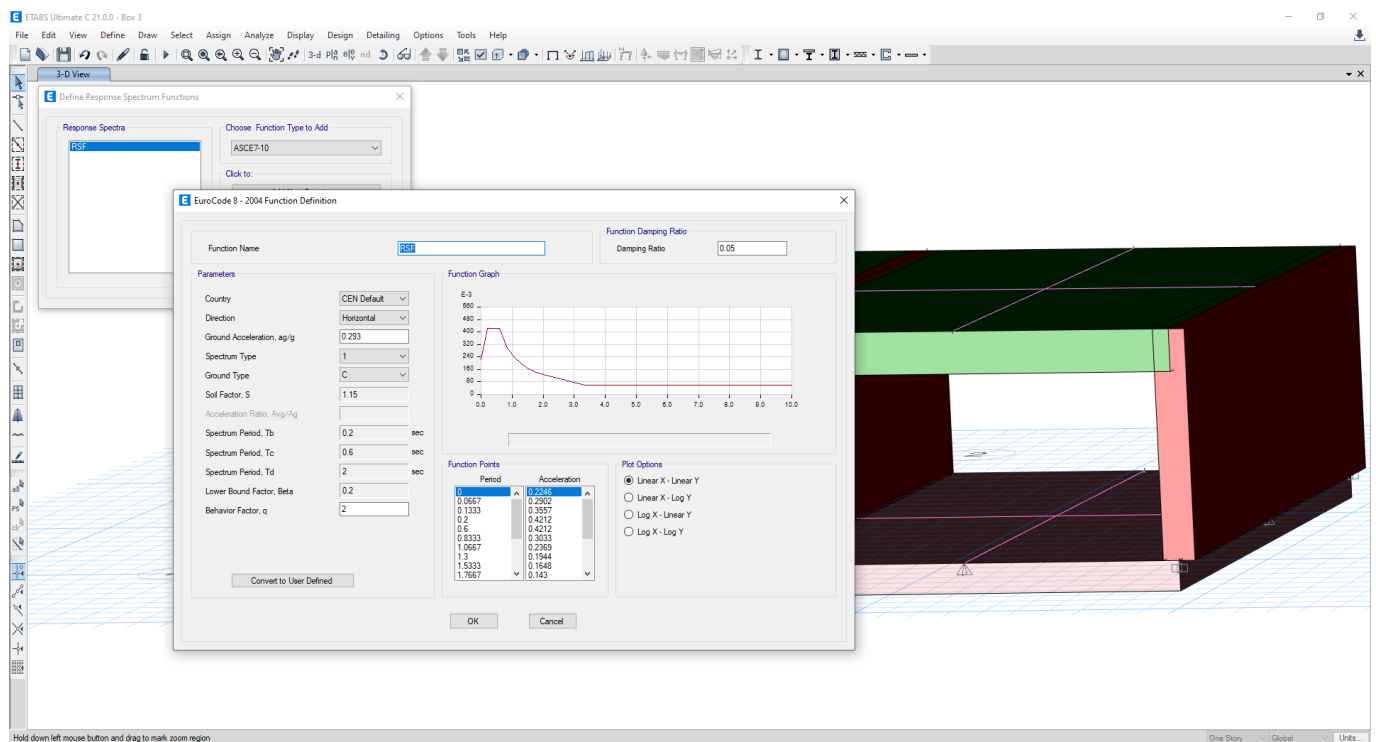 ETABS Ultimate C 21.0.0 - Box 3
File Edit View Define Draw Select Assign Analyze Display Design Detailing Options Tools Help
3-d nd
3-D View
Define Response Spectrum Functions
Response Spectra
RSF
Choose Function Type to Add
ASCE7-10
Click to:
EuroCode 8 - 2004 Function Definition
Function Name RSF
Function Damping Ratio
Damping Ratio 0.05
Parameters
Country CEN Default
Direction Horizontal
Ground Acceleration, ag/g 0.293
Spectrum Type 1
Ground Type C
Soil Factor, S 1.15
Acceleration Ratio, Avg/Ag
Spectrum Period, Tb 0.2 sec
Spectrum Period, Tc 0.6 sec
Spectrum Period, Td 2 sec
Lower Bound Factor, Beta 0.2
Behavior Factor, q 2
Convert to User Defined
Function Graph
E-3
560
480
400
320
240
160
80
0
0.0 1.0 2.0 3.0 4.0 5.0 6.0 7.0 8.0 9.0 10.0
Function Points
Period Acceleration
0 0.2246
0.0667 0.2902
0.1333 0.3557
0.2 0.4212
0.6 0.4212
0.8333 0.3033
1.0667 0.2369
1.3 0.1944
1.5333 0.1648
1.7667 0.143
Plot Options
Linear X - Linear Y
Linear X - Log Y
Log X - Linear Y
Log X - Log Y
OK Cancel
all
PS
clr
Hold down left mouse button and drag to mark zoom region
One Story Global Units...